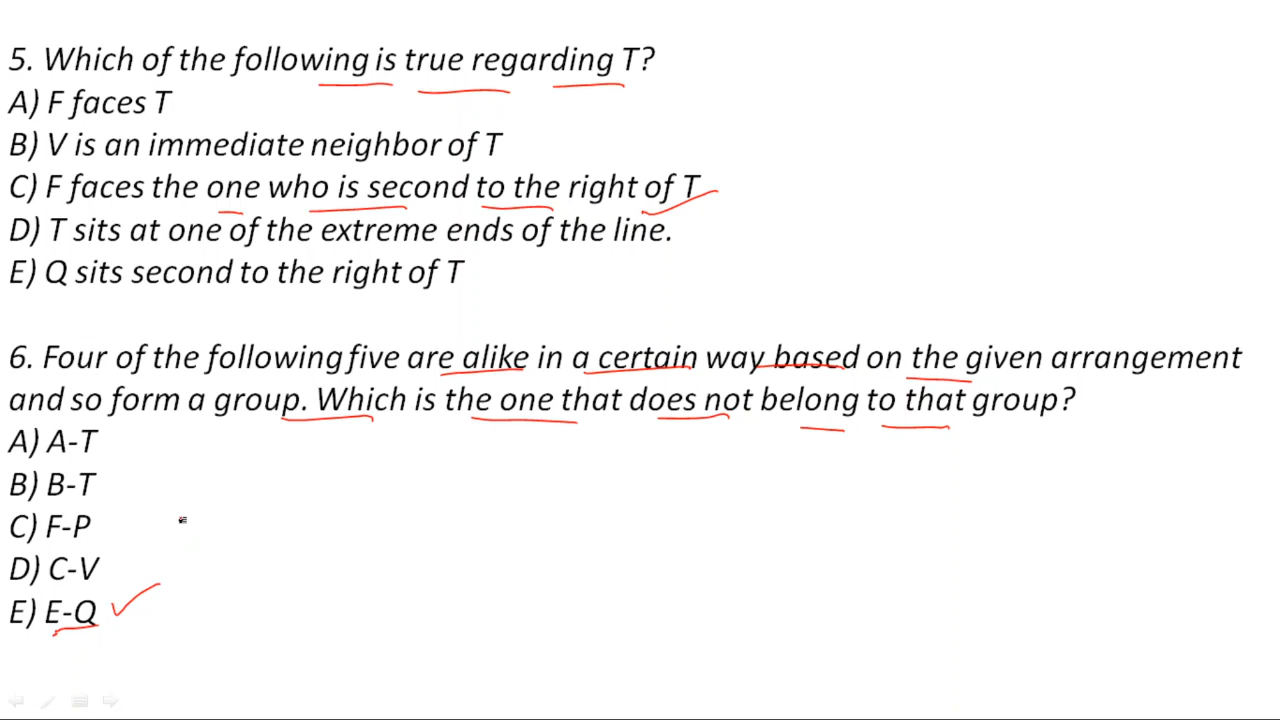 5. Which of the following is true regarding T?
A) F faces T
B) V is an immediate neighbor of T
C) F faces the one who is second to the right of T
D) T sits at one of the extreme ends of the line.
E) Q sits second to the right of T
6. Four of the following five are alike in a certain way based on the given arrangement
and so form a group. Which is the one that does not belong to that group?
A) A-T
B) B-T
C) F-P
D) C-V
E) E-Q